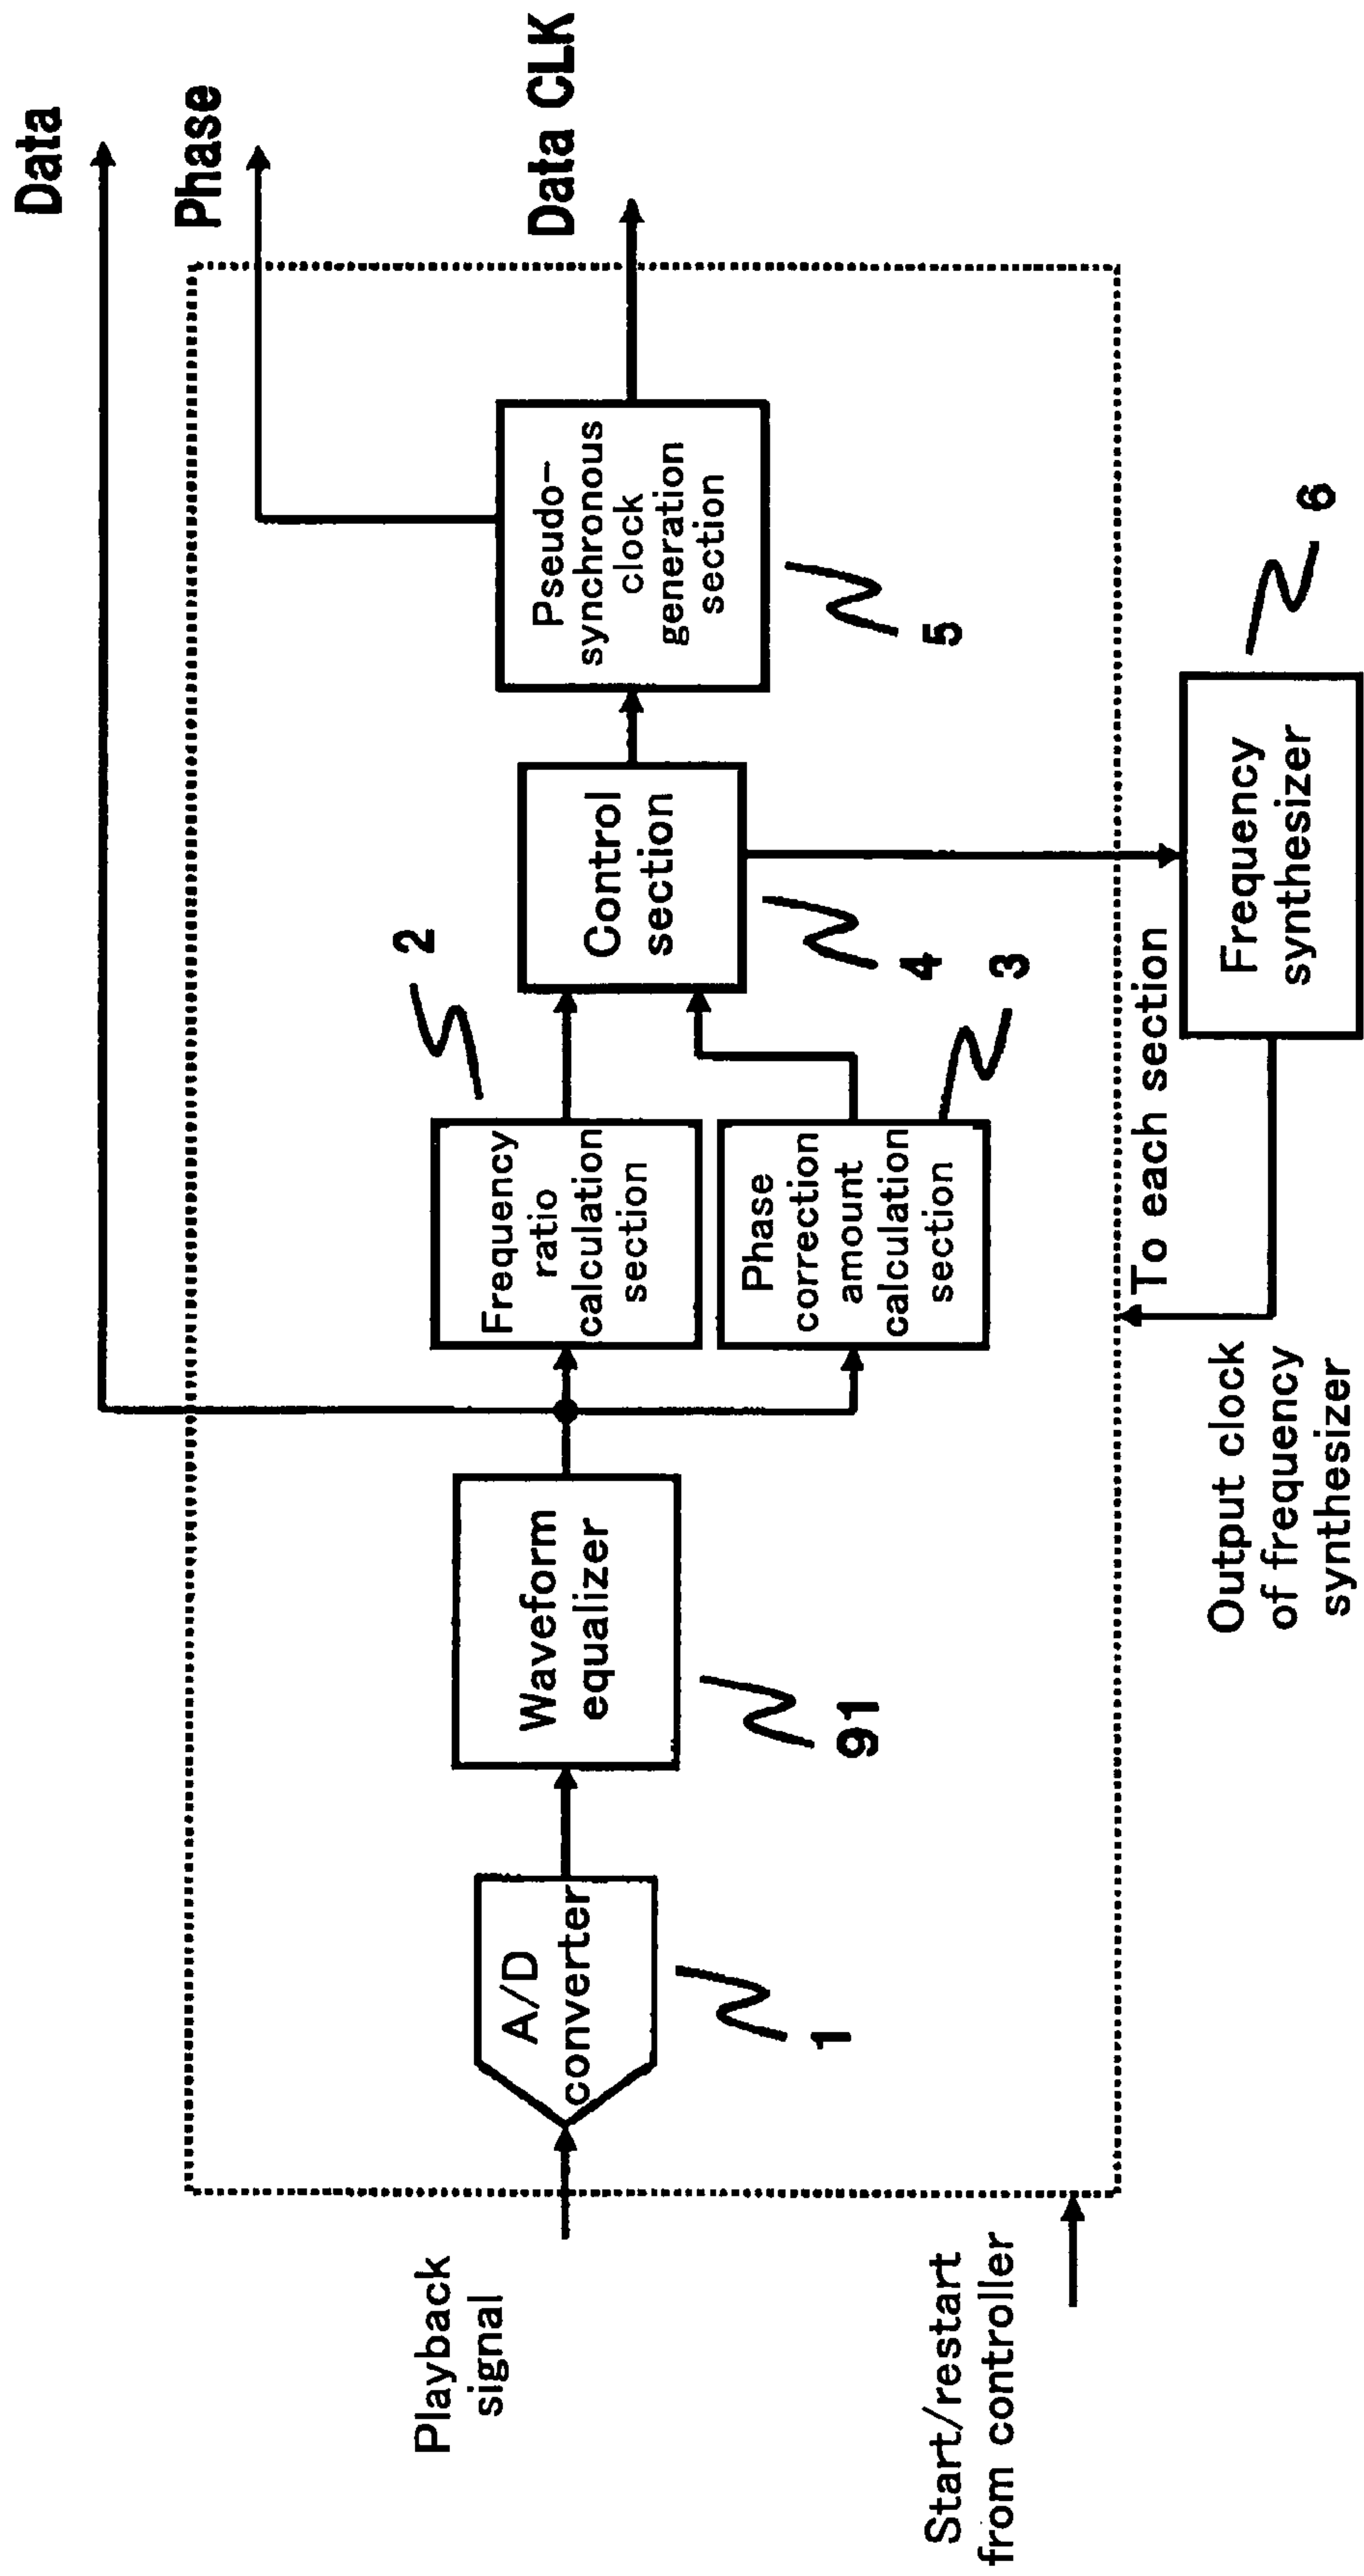 Data
Phase
Data CLK
Pseudo-
synchronous
clock
generation
section
5
6
Control
section
4
Frequency
synthesizer
2
Frequency
ratio
calculation
section
3
Phase
correction
amount
calculation
section
To each section
Output clock
of frequency
synthesizer
Waveform
equalizer
91
A/D
converter
1
Playback
signal
Start/restart
from controller